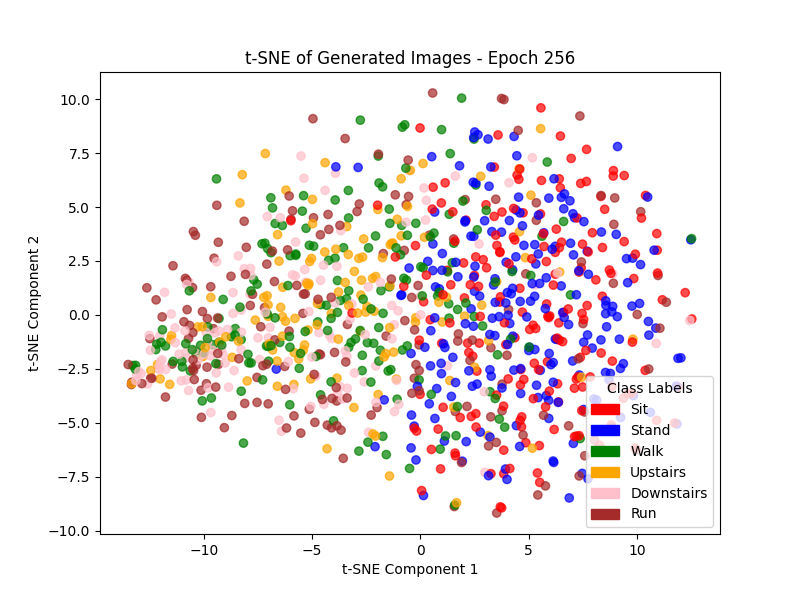 t-SNE of Generated Images - Epoch 256
10.0
7.5
5.0
2.5
0.0
−2.5
−5.0
−7.5
−10.0
t-SNE Component 2
Class Labels
Sit
Stand
Walk
Upstairs
Downstairs
Run
−10
−5
0
5
10
t-SNE Component 1